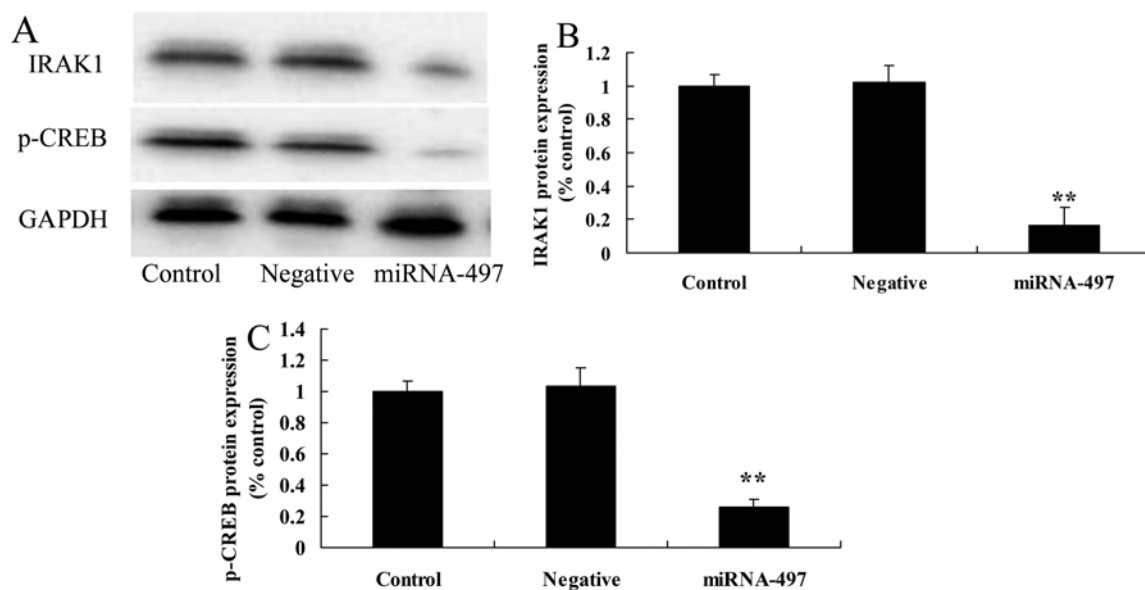 A
IRAK1
p-CREB
GAPDH
Control Negative miRNA-497
B
IRAK1 protein expression
(% control)
1.2
1
0.8
0.6
0.4
0.2
0
**
Control Negative miRNA-497
C
p-CREB protein expression
(% control)
1.4
1.2
1
0.8
0.6
0.4
0.2
0
**
Control Negative miRNA-497